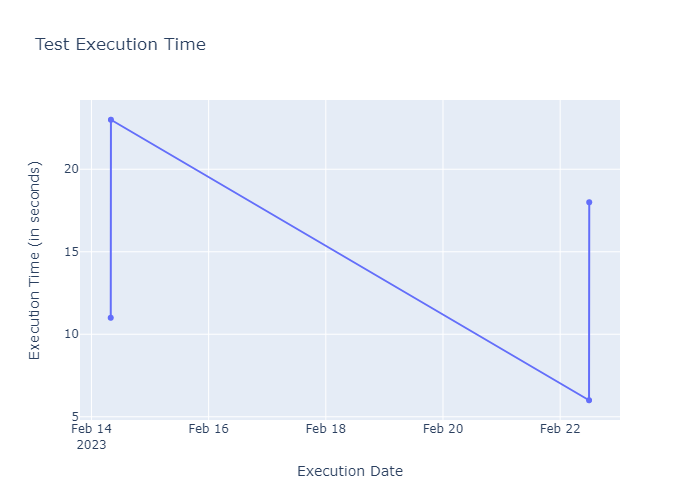 Test Execution Time
Execution Time (in seconds)
20
15
10
5
Feb 14
2023
Feb 16
Feb 18
Feb 20
Feb 22
Execution Date